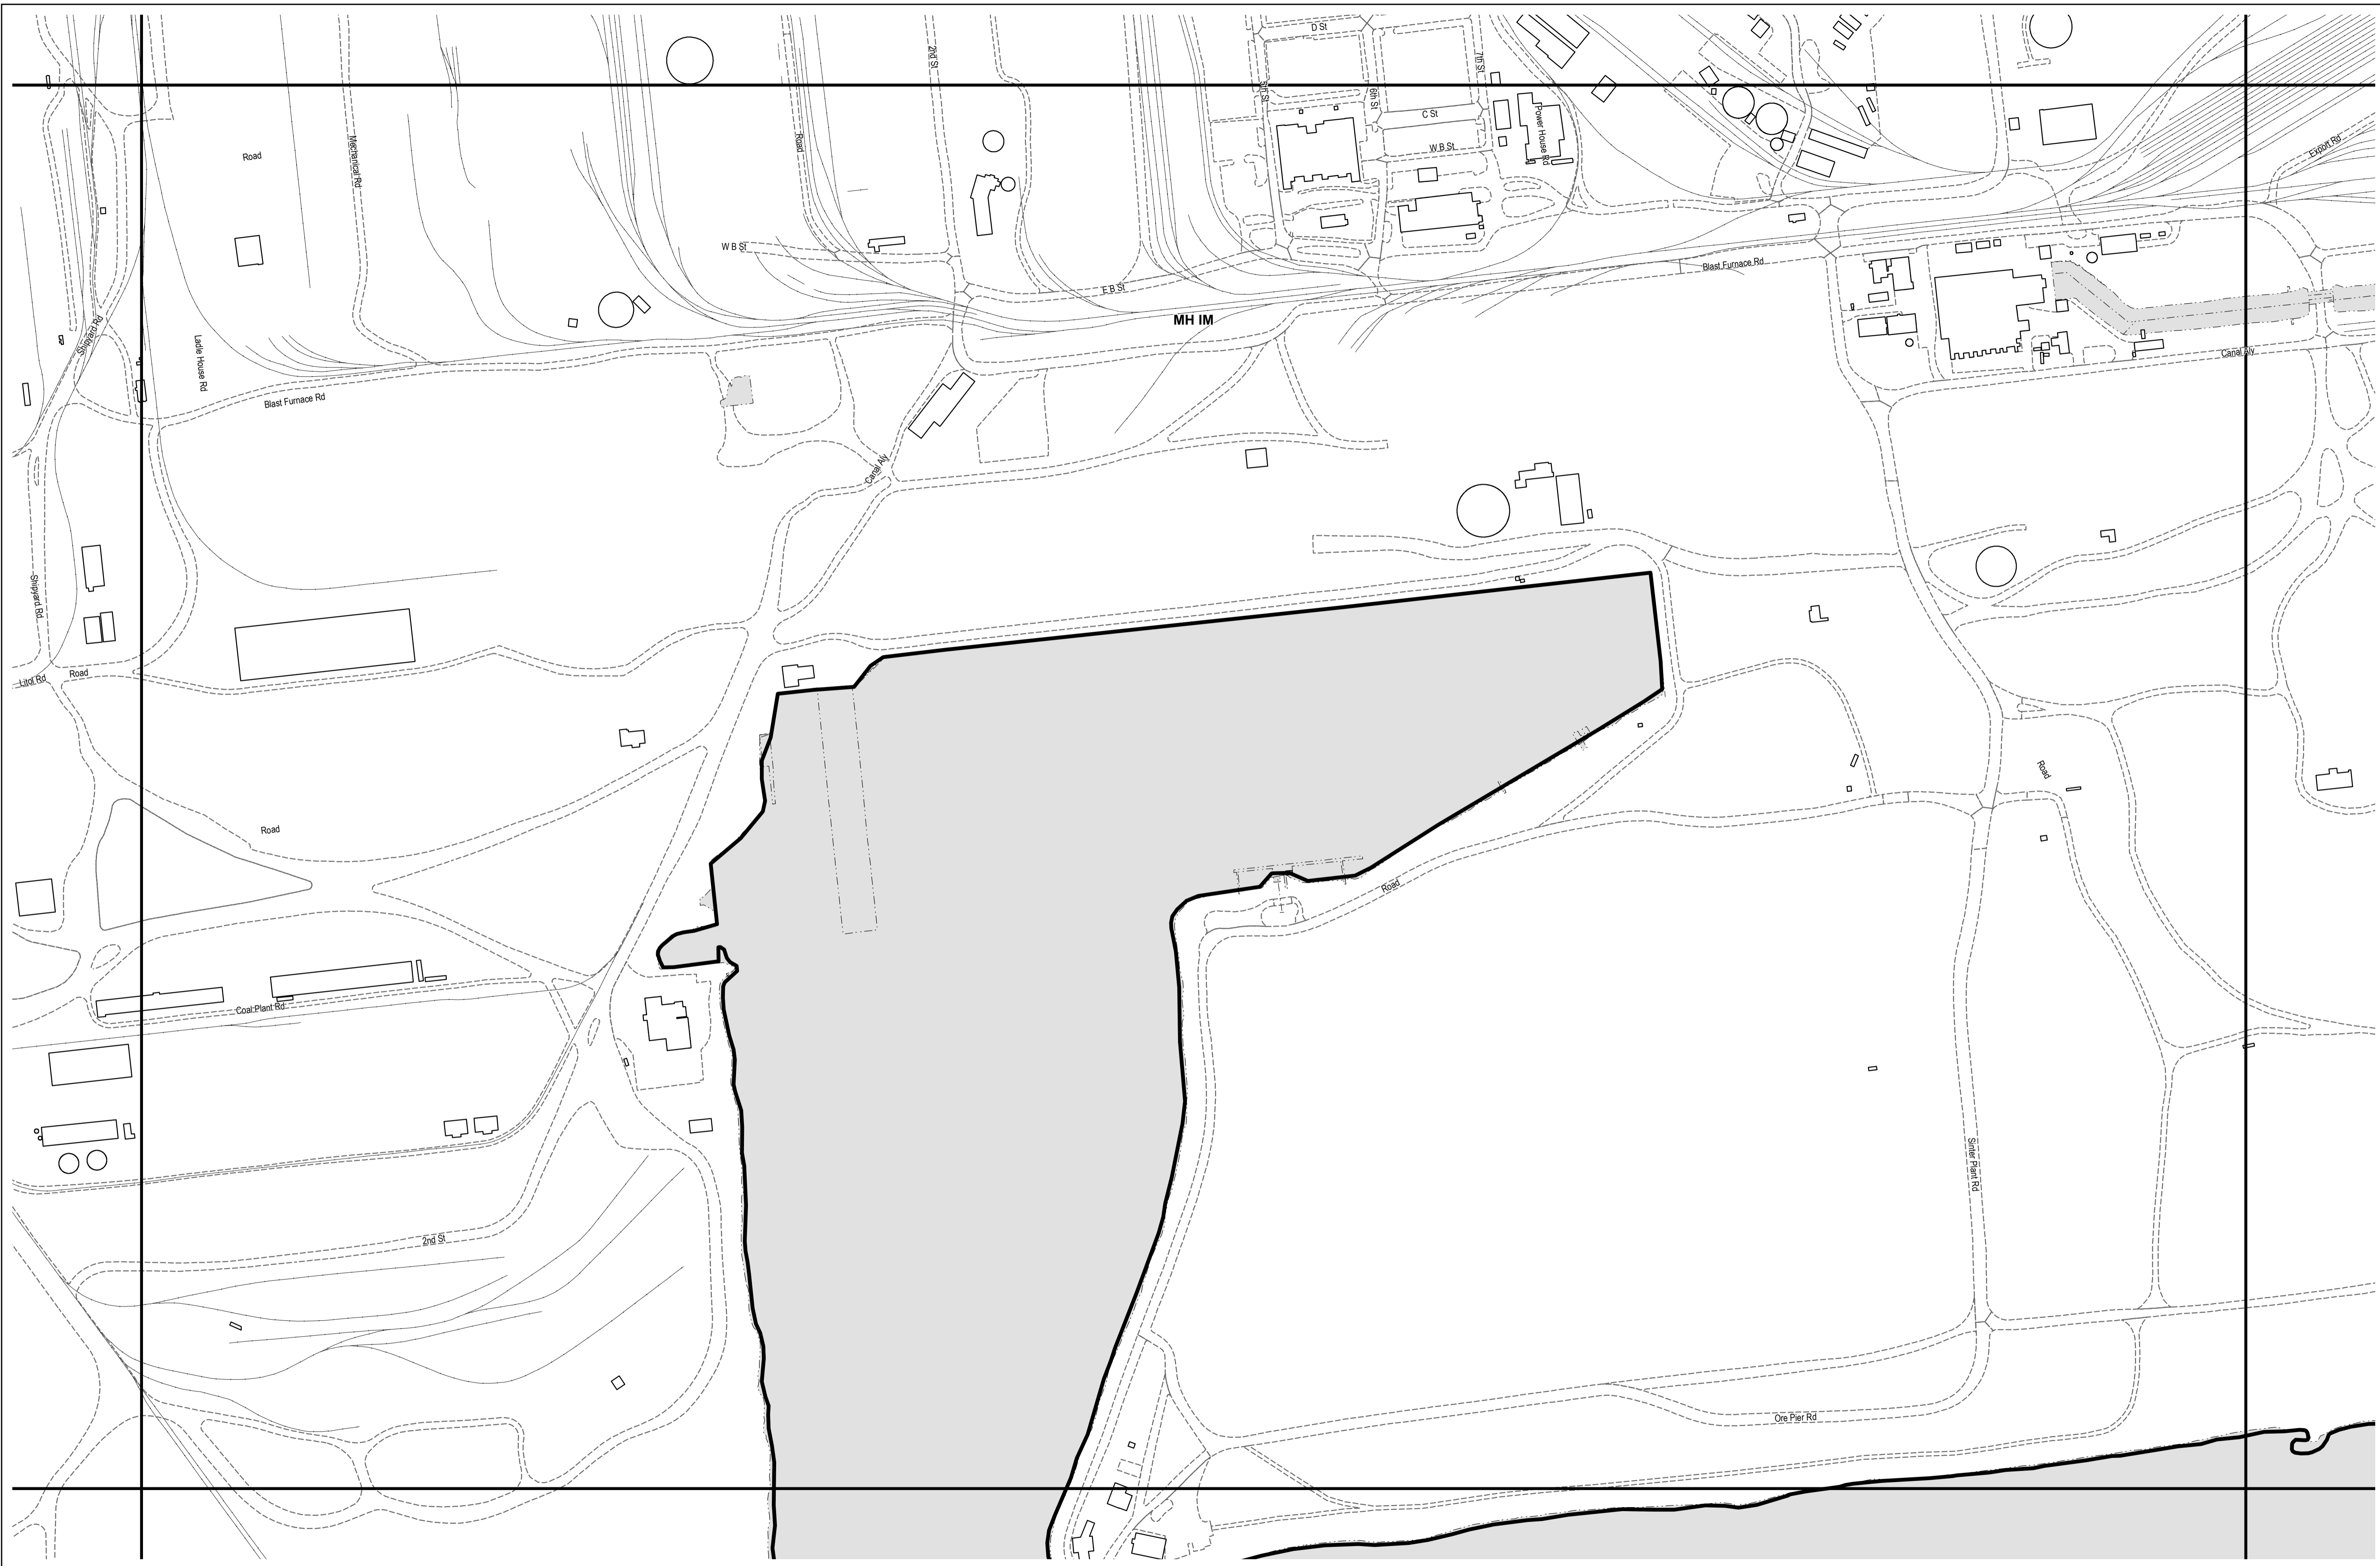 D St
2nd St
7th St
5th St
6th St
C St
Power House Rd
W B St
Road
Mechanical Rd
Road
Export Rd
W B St
Blast Furnace Rd
E B St
MH IM
Shipyard Rd
Ladle House Rd
Canal Aly
Blast Furnace Rd
Canal Aly
Shipyard Rd
Road
Litol Rd
Road
Road
Road
Coal Plant Rd
Sinter Plant Rd
2nd St
Ore Pier Rd